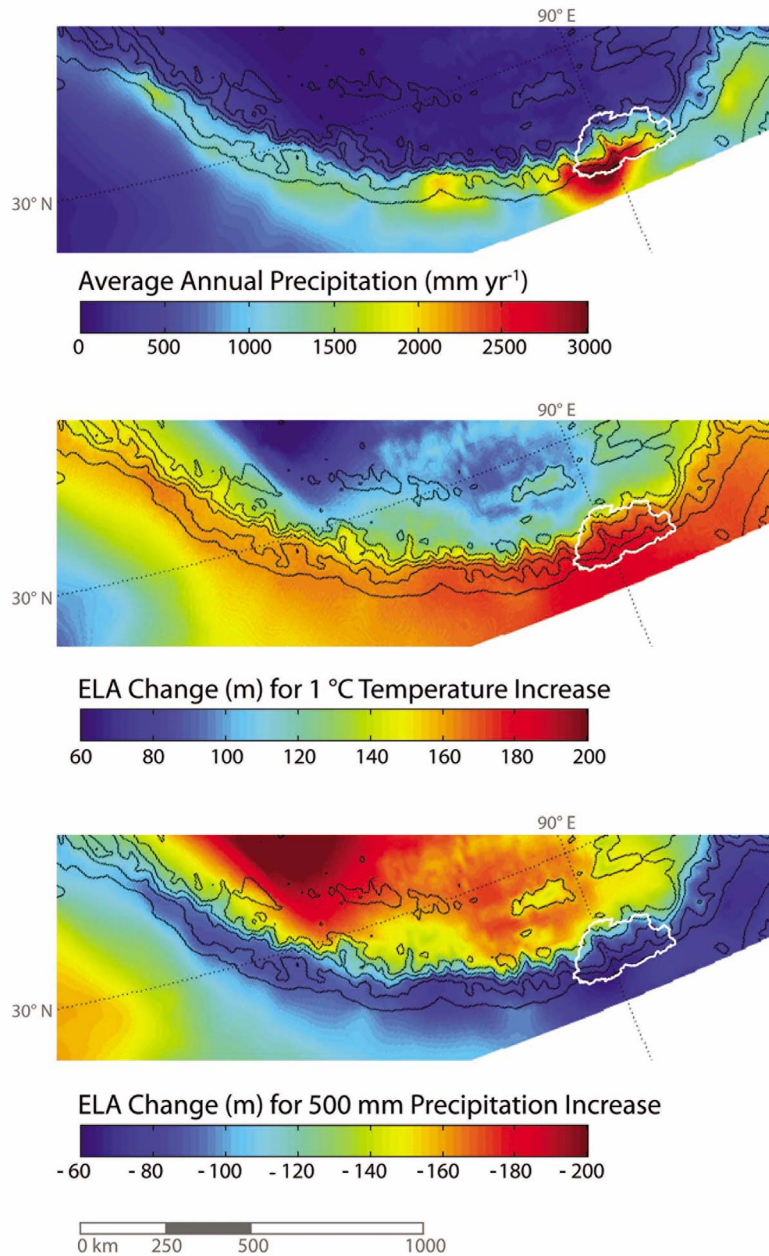 90° E
30° N
Average Annual Precipitation (mm yr⁻¹)
0 500 1000 1500 2000 2500 3000
90° E
30° N
ELA Change (m) for 1 °C Temperature Increase
60 80 100 120 140 160 180 200
90° E
30° N
ELA Change (m) for 500 mm Precipitation Increase
- 60 - 80 - 100 - 120 - 140 - 160 - 180 - 200
0 km 250 500 1000